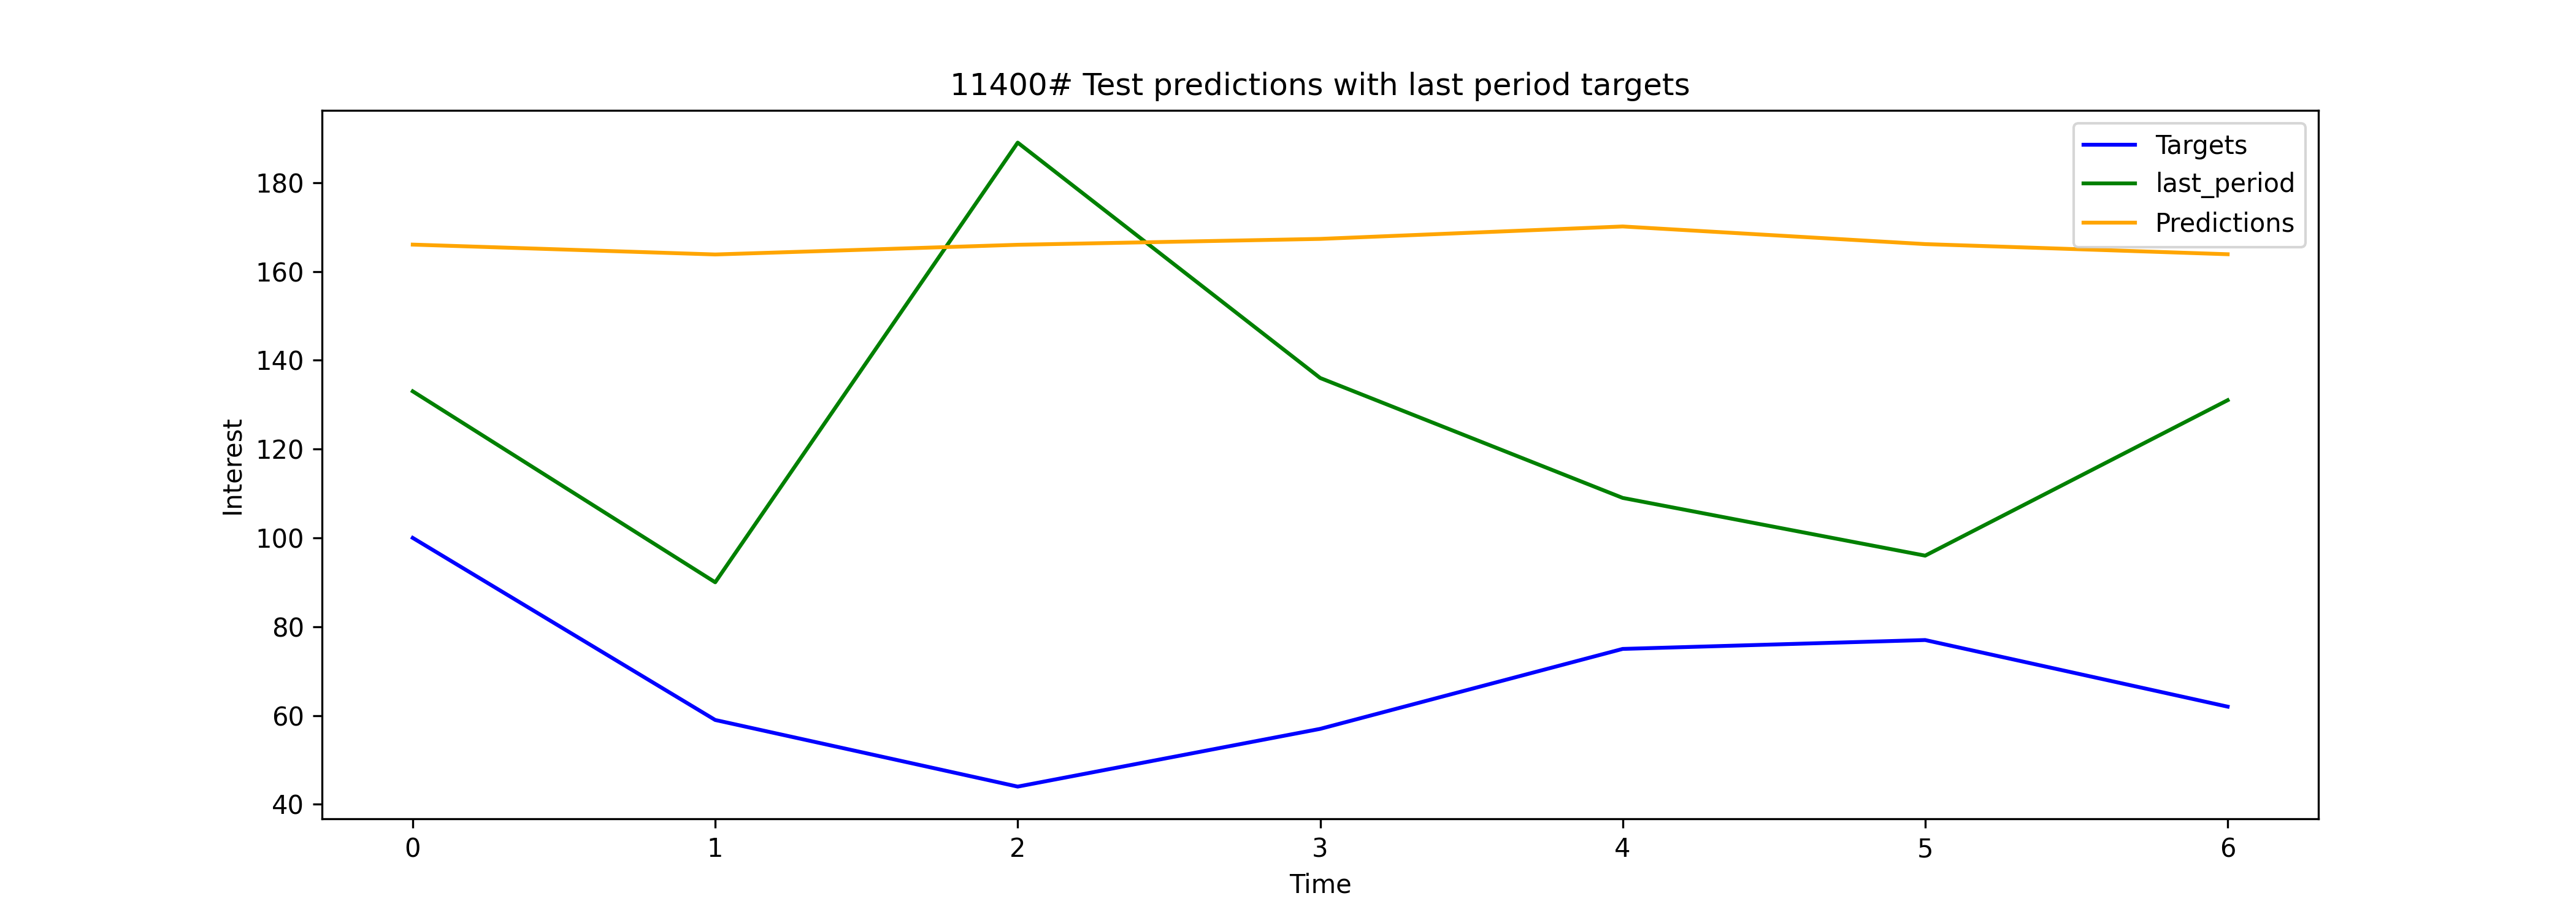 11400# Test predictions with last period targets
Targets
last_period
Predictions
180
160
140
120
100
80
60
40
Interest
0 1 2 3 4 5 6
Time